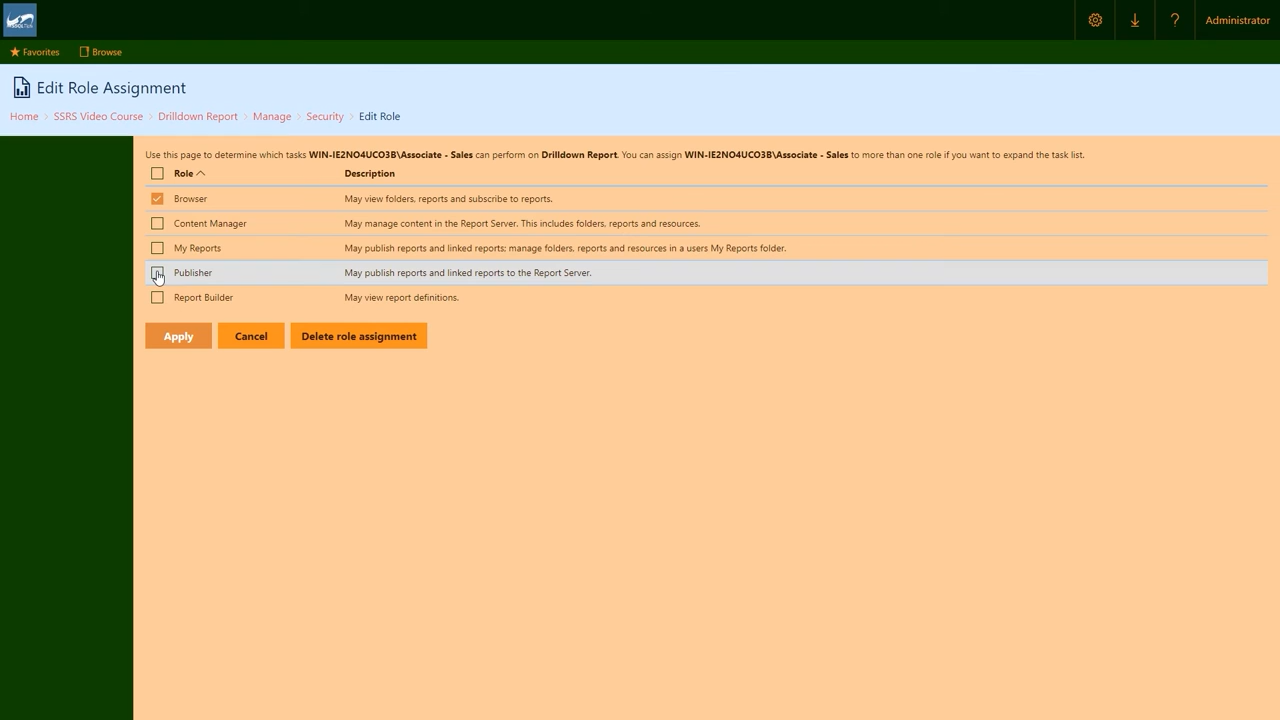 Administrator
Favorites Browse
Edit Role Assignment
Home > SSRS Video Course > Drilldown Report > Manage > Security > Edit Role
Use this page to determine which tasks WIN-IE2NO4UCO3B\Associate - Sales can perform on Drilldown Report. You can assign WIN-IE2NO4UCO3B\Associate - Sales to more than one role if you want to expand the task list.
Role Description
Browser May view folders, reports and subscribe to reports.
Content Manager May manage content in the Report Server. This includes folders, reports and resources.
My Reports May publish reports and linked reports; manage folders, reports and resources in a users My Reports folder.
Publisher May publish reports and linked reports to the Report Server.
Report Builder May view report definitions.
Apply Cancel Delete role assignment